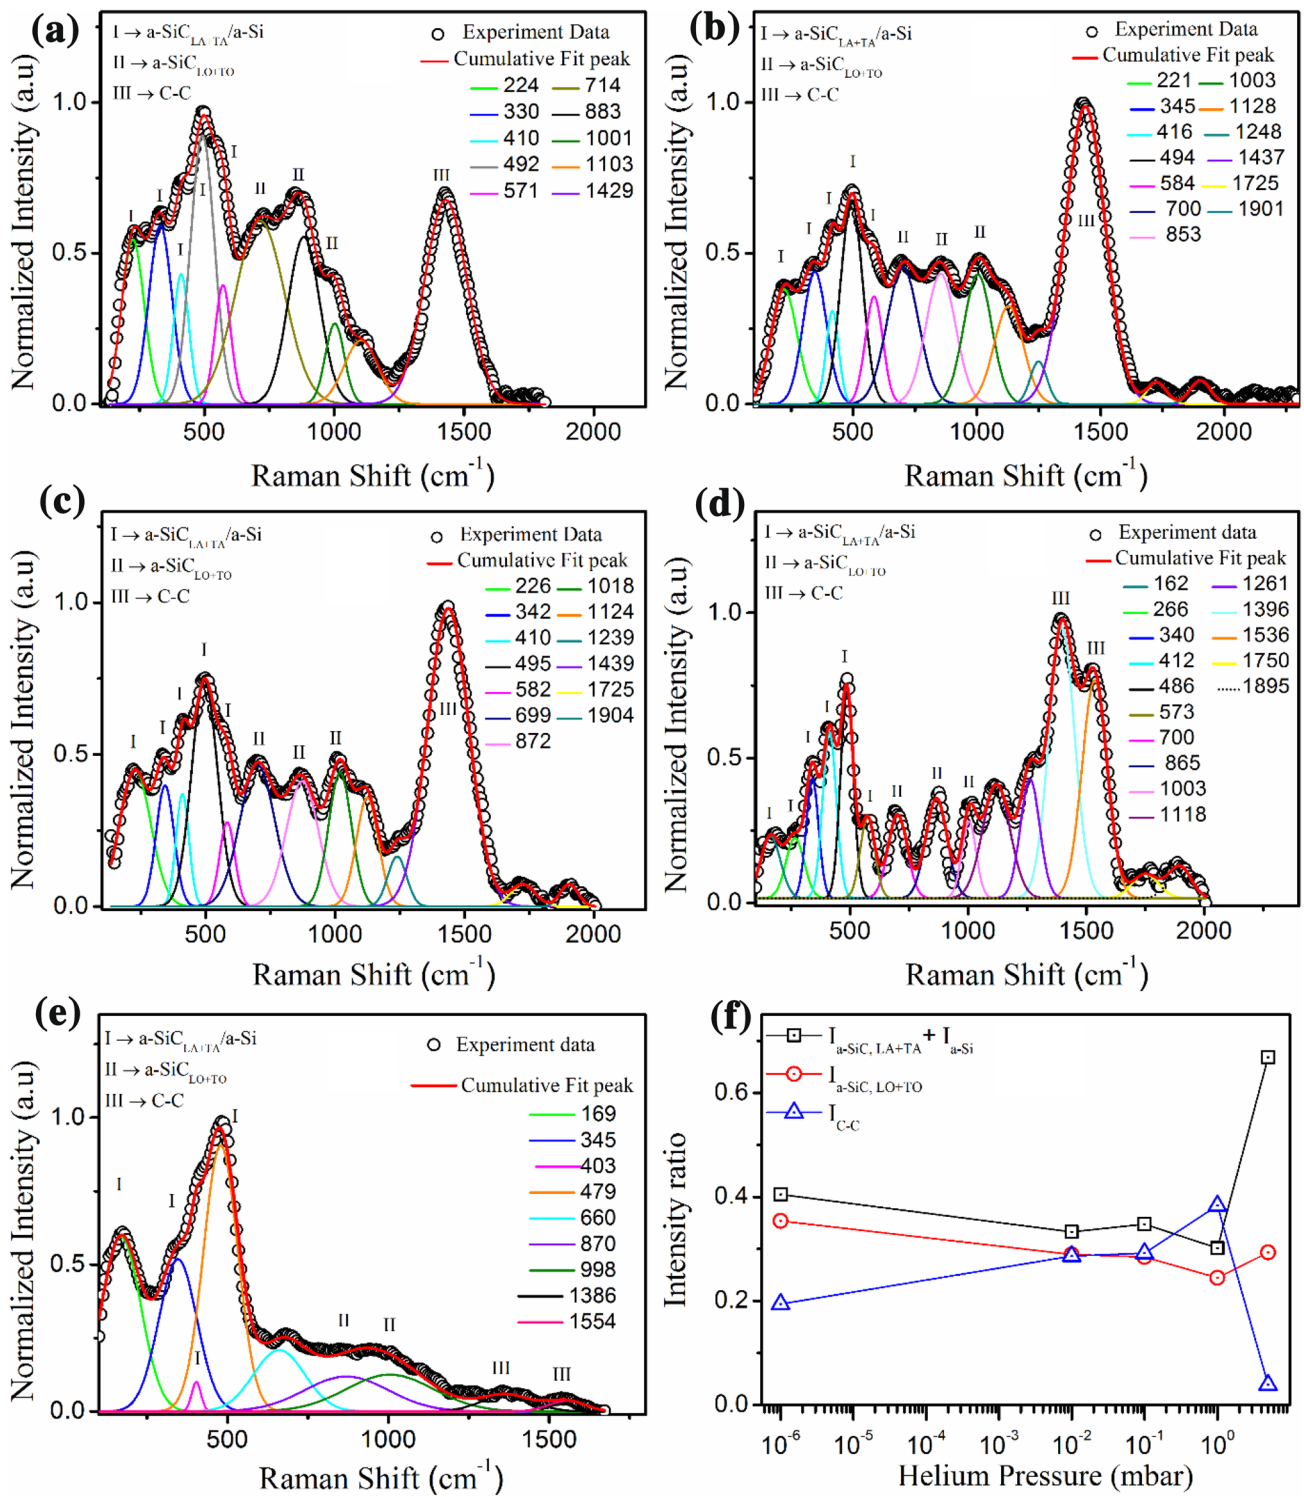 (a)
I → a-SiC_LA+TA/a-Si
II → a-SiC_LO+TO
III → C-C
Experiment Data
Cumulative Fit peak
224 714
330 883
410 1001
492 1103
571 1429
I I I I I I II II II III
1.0
0.5
0.0
500 1000 1500 2000
Normalized Intensity (a.u)
Raman Shift (cm⁻¹)
(b)
I → a-SiC_LA+TA/a-Si
II → a-SiC_LO+TO
III → C-C
Experiment Data
Cumulative Fit peak
221 1003
345 1128
416 1248
494 1437
584 1725
700 1901
853
I I I I I II II II III
1.0
0.5
0.0
500 1000 1500 2000
Normalized Intensity (a.u)
Raman Shift (cm⁻¹)
(c)
I → a-SiC_LA+TA/a-Si
II → a-SiC_LO+TO
III → C-C
Experiment Data
Cumulative Fit peak
226 1018
342 1124
410 1239
495 1439
582 1725
699 1904
872
I I I I I II II II III
1.0
0.5
0.0
500 1000 1500 2000
Normalized Intensity (a.u)
Raman Shift (cm⁻¹)
(d)
I → a-SiC_LA+TA/a-Si
II → a-SiC_LO+TO
III → C-C
Experiment data
Cumulative Fit peak
162 1261
266 1396
340 1536
412 1750
486 1895
573
700
865
1003
1118
I I I I I I II II II III III
1.0
0.5
0.0
500 1000 1500 2000
Normalized Intensity (a.u)
Raman Shift (cm⁻¹)
(e)
I → a-SiC_LA+TA/a-Si
II → a-SiC_LO+TO
III → C-C
Experiment data
Cumulative Fit peak
169
345
403
479
660
870
998
1386
1554
I I I I II II III III
1.0
0.5
0.0
500 1000 1500
Normalized Intensity (a.u)
Raman Shift (cm⁻¹)
(f)
I_a-SiC, LA+TA + I_a-Si
I_a-SiC, LO+TO
I_C-C
0.6
0.4
0.2
0.0
10⁻⁶ 10⁻⁵ 10⁻⁴ 10⁻³ 10⁻² 10⁻¹ 10⁰
Intensity ratio
Helium Pressure (mbar)